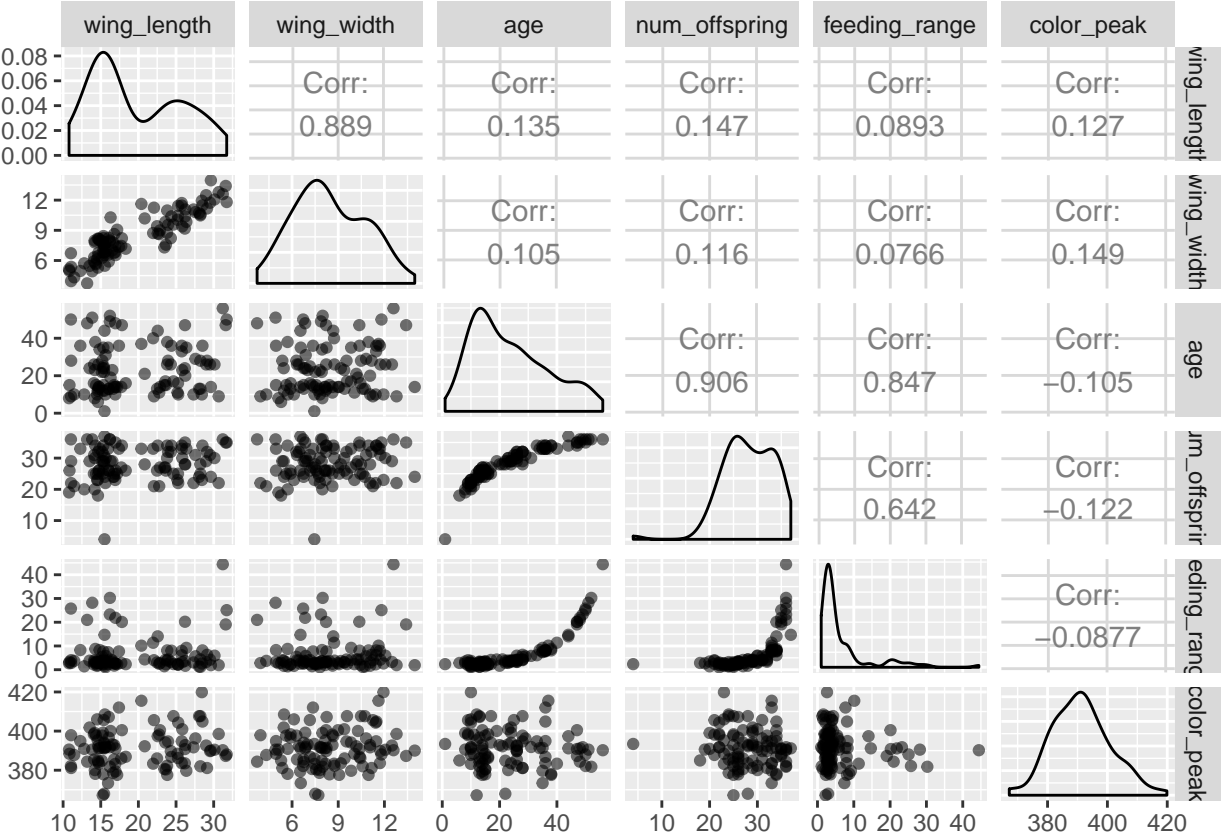 wing_length wing_width age num_offspring feeding_range color_peak
0.08
0.06
0.04
0.02
0.00
Corr:
0.889
Corr:
0.135
Corr:
0.147
Corr:
0.0893
Corr:
0.127
wing_length
12
9
6
Corr:
0.105
Corr:
0.116
Corr:
0.0766
Corr:
0.149
wing_width
40
20
0
Corr:
0.906
Corr:
0.847
Corr:
−0.105
age
30
20
10
Corr:
0.642
Corr:
−0.122
um_offsprin
40
30
20
10
0
Corr:
−0.0877
eding_rang
420
400
380
color_peak
10 15 20 25 30 6 9 12 0 20 40 10 20 30 0 10 20 30 40 380 400 420